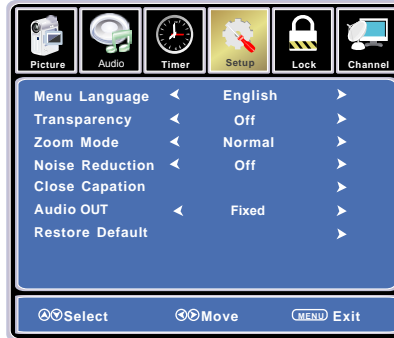 Picture Audio Timer Setup Lock Channel
Menu Language English
Transparency Off
Zoom Mode Normal
Noise Reduction Off
Close Capation
Audio OUT Fixed
Restore Default
Select Move MENU Exit